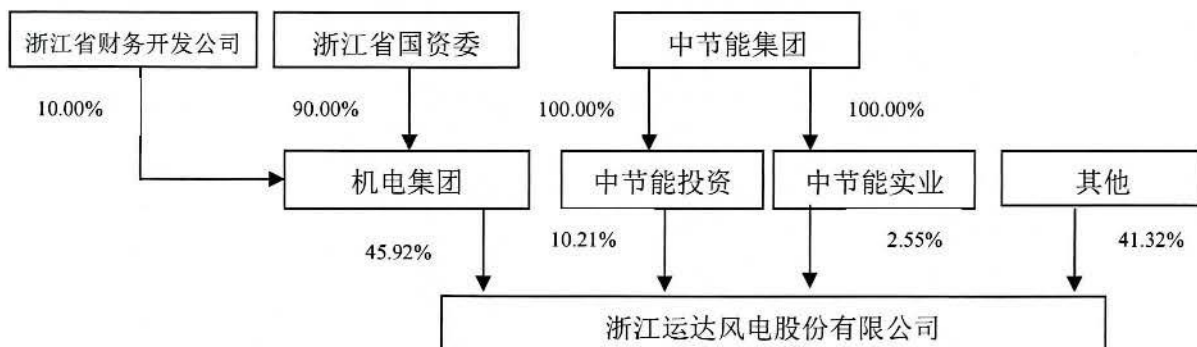 浙江省财务开发公司
浙江省国资委
中节能集团
10.00%
90.00%
100.00%
100.00%
机电集团
中节能投资
中节能实业
其他
45.92%
10.21%
2.55%
41.32%
浙江运达风电股份有限公司